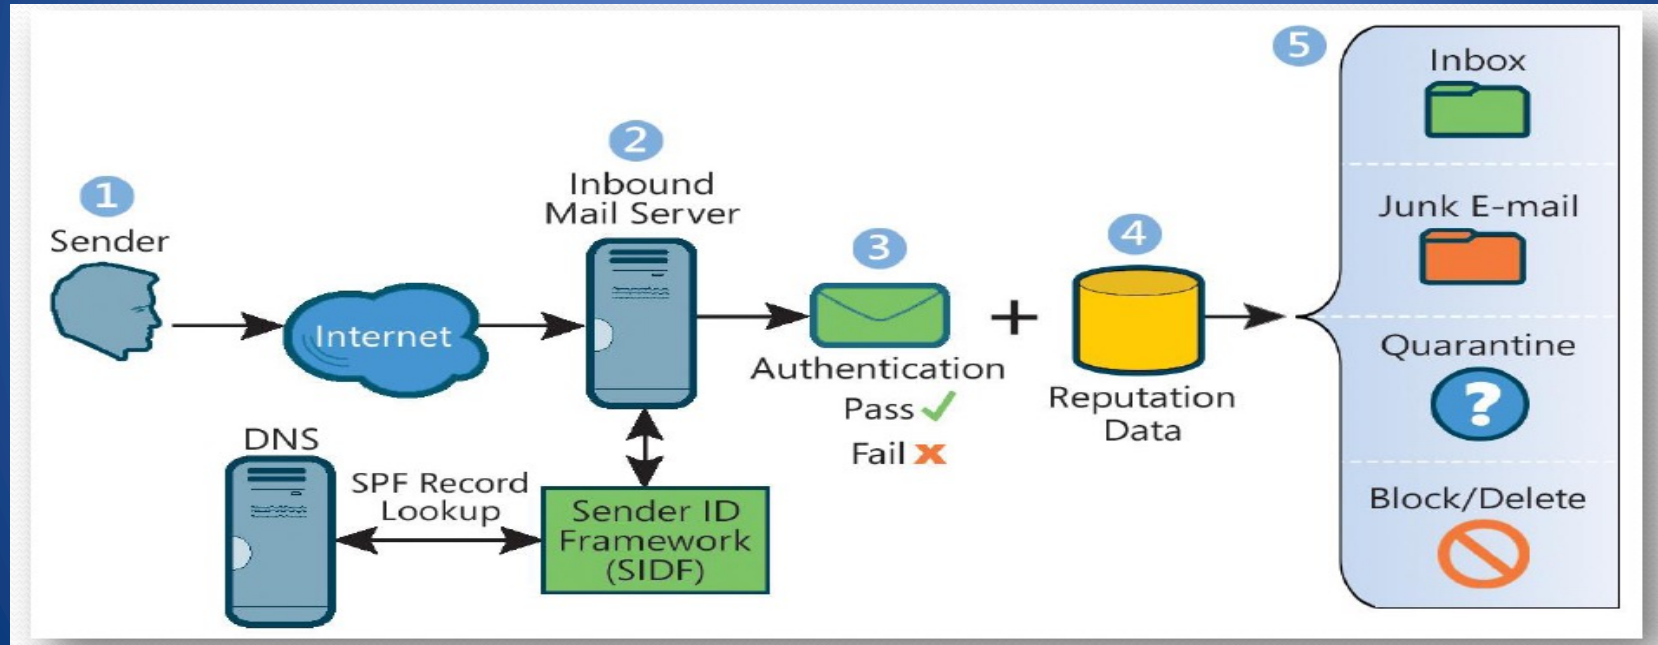 1
Sender
Internet
2
Inbound
Mail Server
DNS
SPF Record
Lookup
Sender ID
Framework
(SIDF)
3
Authentication
Pass ✓
Fail ✗
+
4
Reputation
Data
5
Inbox
Junk E-mail
Quarantine
?
Block/Delete